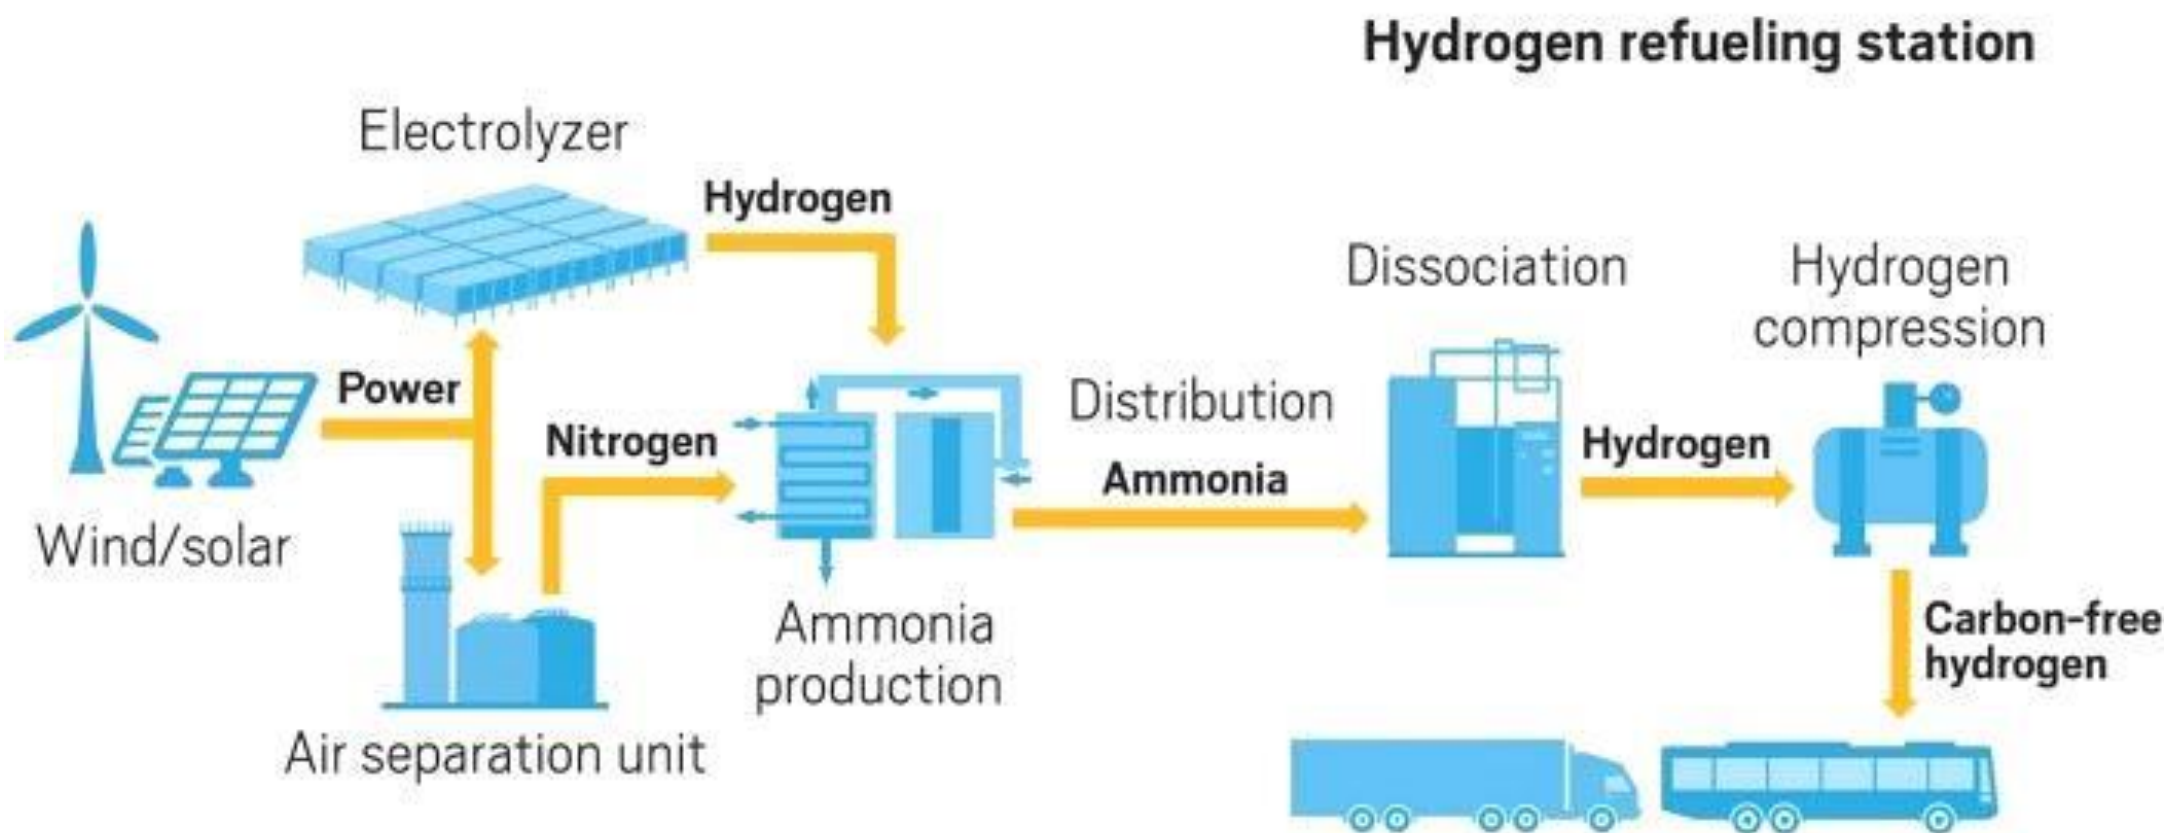 Hydrogen refueling station
Electrolyzer
Hydrogen
Power
Wind/solar
Nitrogen
Air separation unit
Ammonia
production
Distribution
Ammonia
Dissociation
Hydrogen
Hydrogen
compression
Carbon-free
hydrogen